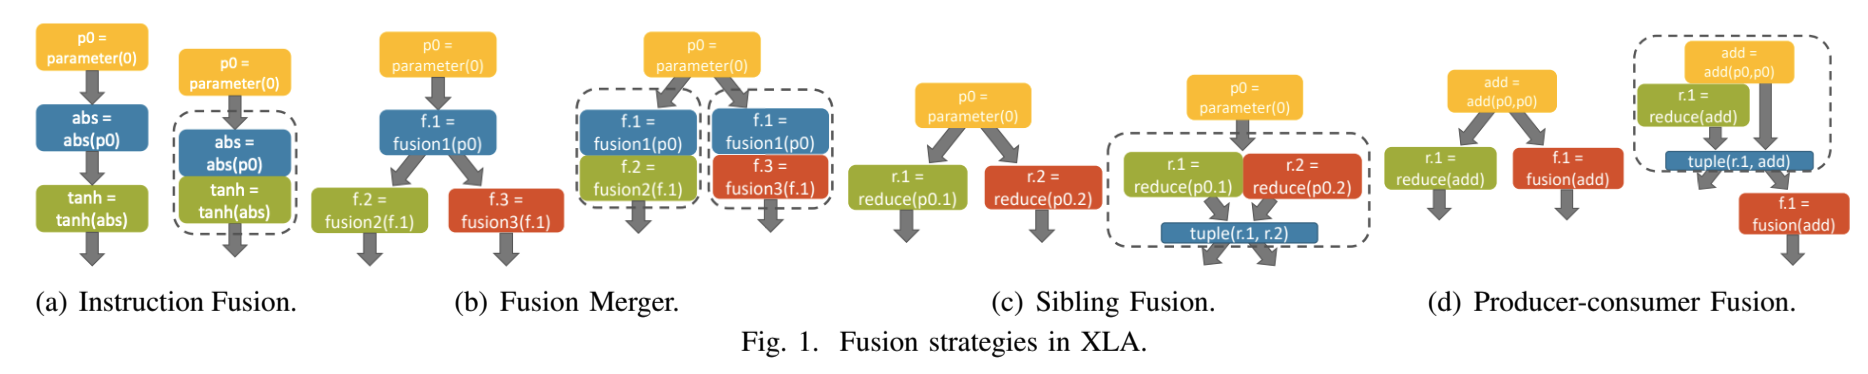 p0 =
parameter(0)
abs =
abs(p0)
tanh =
tanh(abs)
p0 =
parameter(0)
abs =
abs(p0)
tanh =
tanh(abs)
(a) Instruction Fusion.
p0 =
parameter(0)
f.1 =
fusion1(p0)
f.2 =
fusion2(f.1)
f.3 =
fusion3(f.1)
p0 =
parameter(0)
f.1 =
fusion1(p0)
f.2 =
fusion2(f.1)
f.1 =
fusion1(p0)
f.3 =
fusion3(f.1)
(b) Fusion Merger.
p0 =
parameter(0)
r.1 =
reduce(p0.1)
r.2 =
reduce(p0.2)
p0 =
parameter(0)
r.1 =
reduce(p0.1)
r.2 =
reduce(p0.2)
tuple(r.1, r.2)
(c) Sibling Fusion.
add =
add(p0,p0)
r.1 =
reduce(add)
f.1 =
fusion(add)
add =
add(p0,p0)
r.1 =
reduce(add)
tuple(r.1, add)
f.1 =
fusion(add)
(d) Producer-consumer Fusion.
Fig. 1. Fusion strategies in XLA.